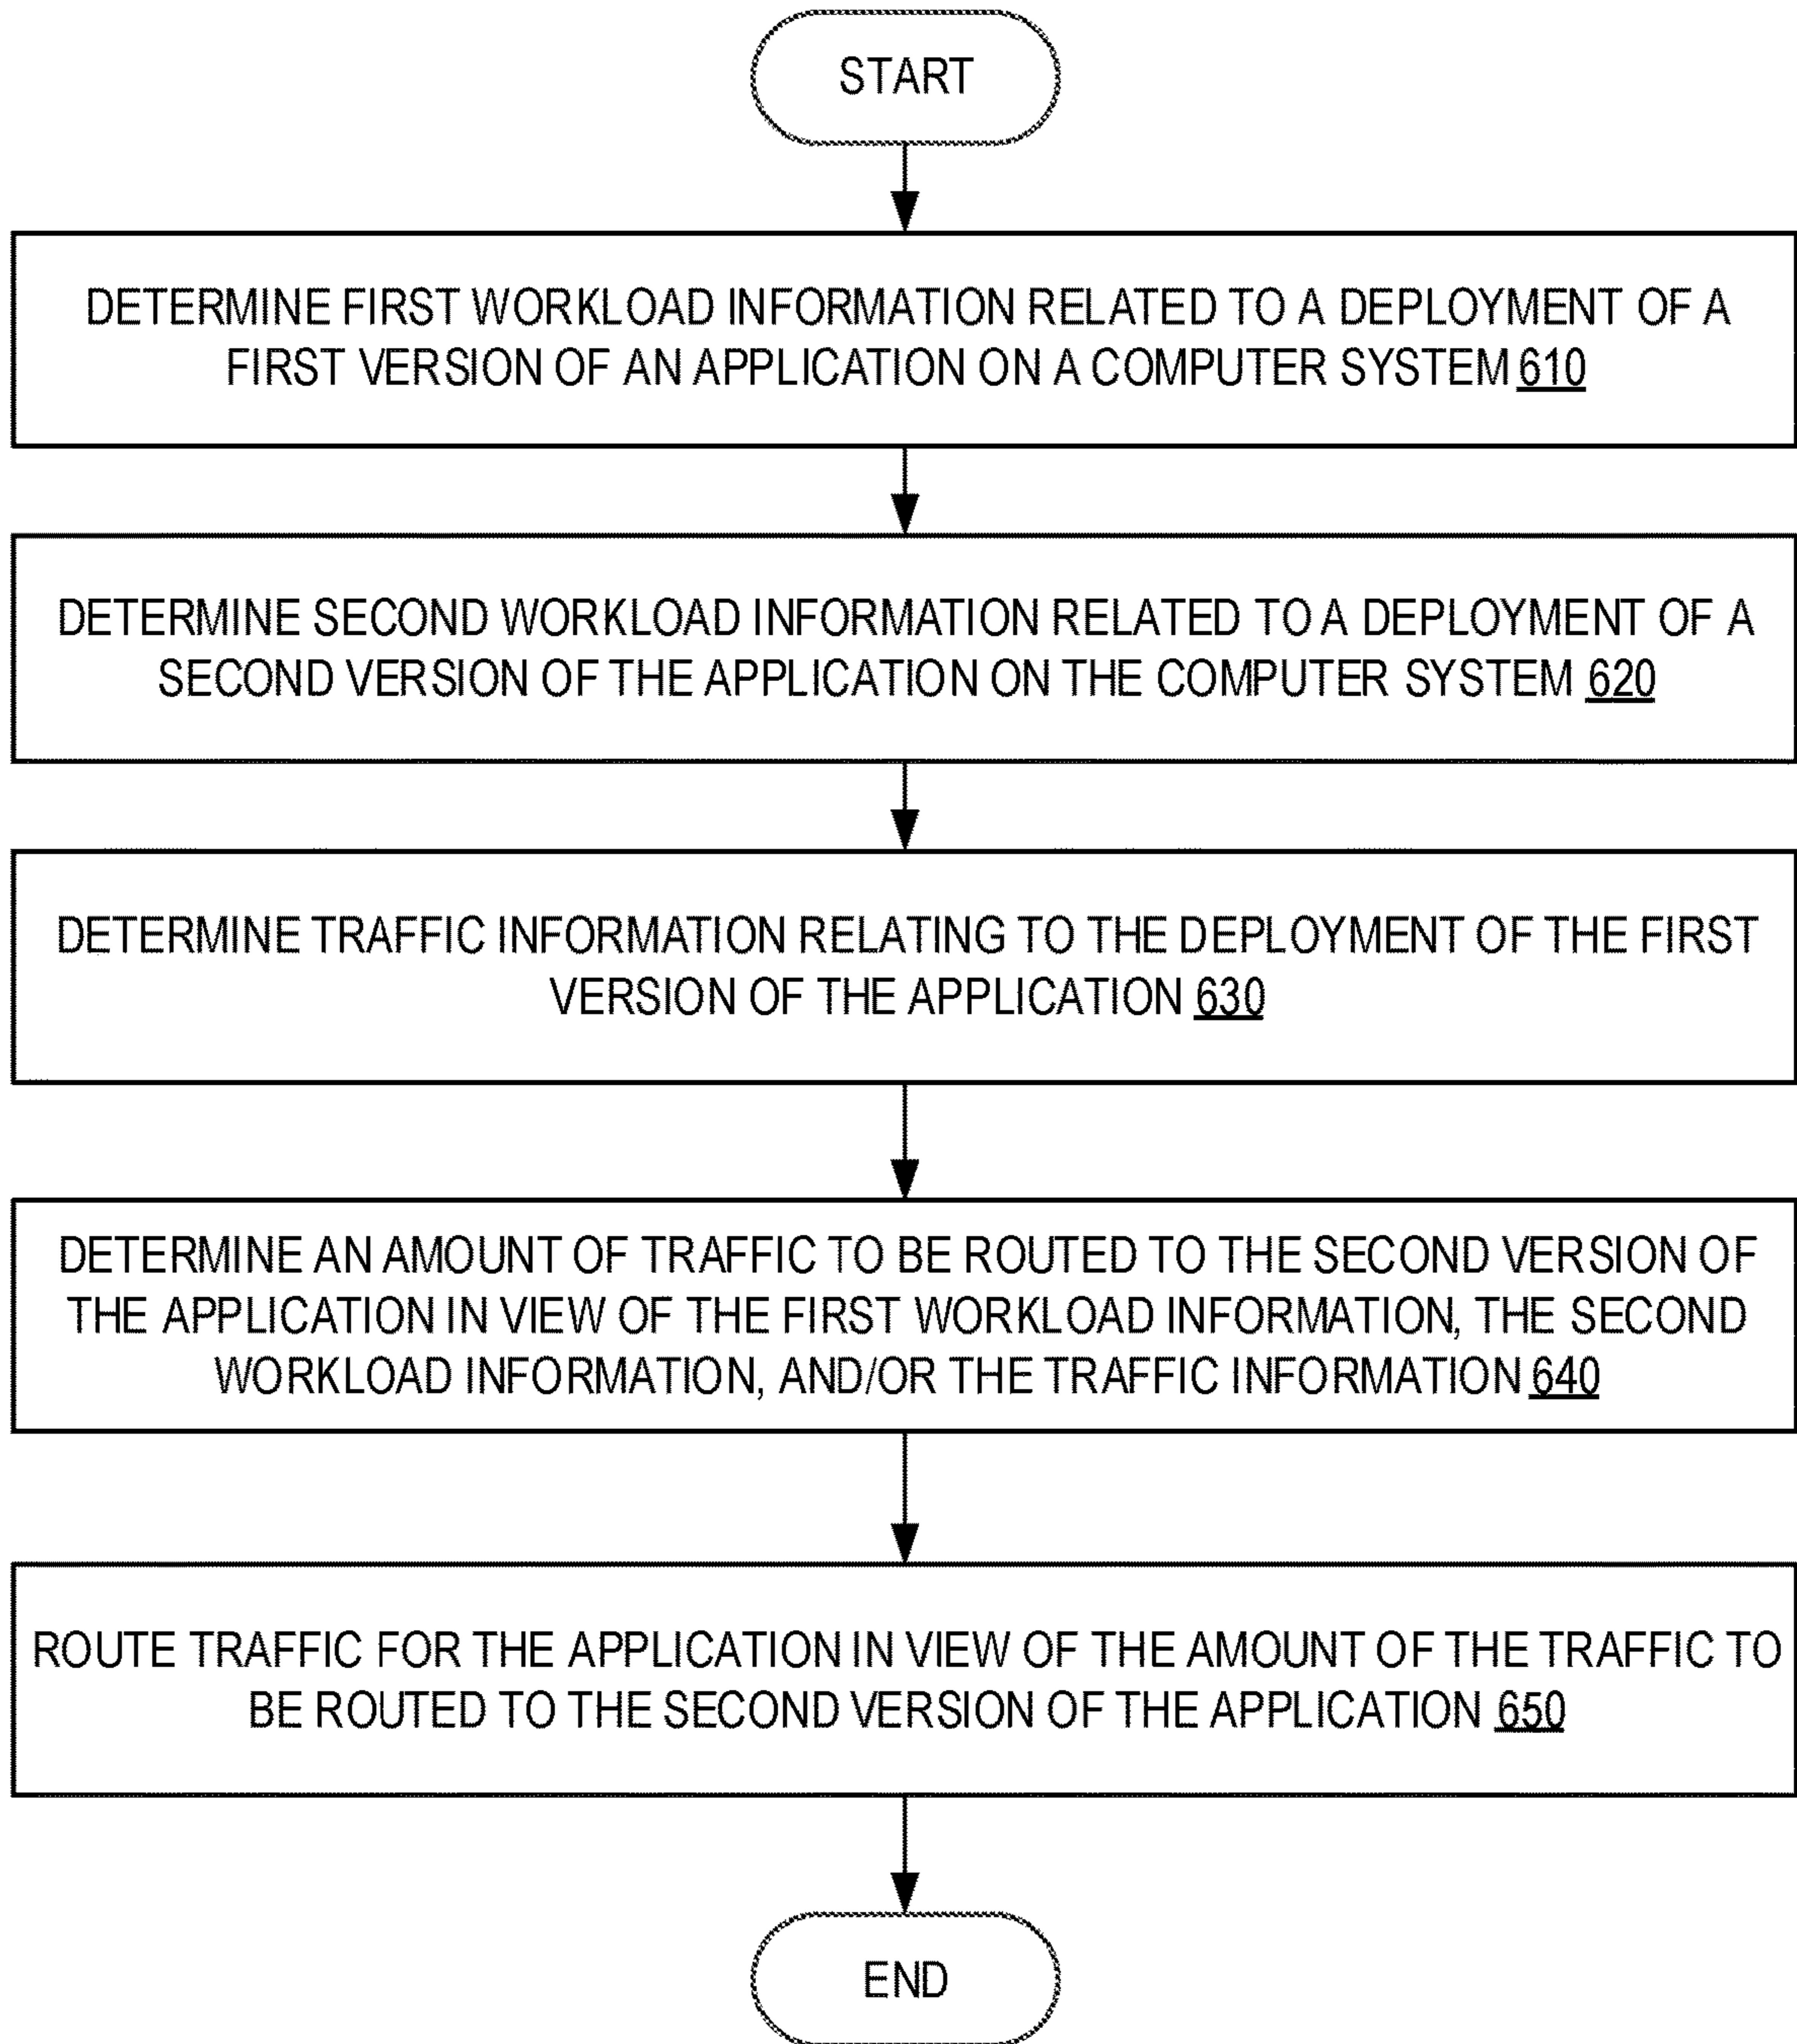 START
DETERMINE FIRST WORKLOAD INFORMATION RELATED TO A DEPLOYMENT OF A
FIRST VERSION OF AN APPLICATION ON A COMPUTER SYSTEM 610
DETERMINE SECOND WORKLOAD INFORMATION RELATED TO A DEPLOYMENT OF A
SECOND VERSION OF THE APPLICATION ON THE COMPUTER SYSTEM 620
DETERMINE TRAFFIC INFORMATION RELATING TO THE DEPLOYMENT OF THE FIRST
VERSION OF THE APPLICATION 630
DETERMINE AN AMOUNT OF TRAFFIC TO BE ROUTED TO THE SECOND VERSION OF
THE APPLICATION IN VIEW OF THE FIRST WORKLOAD INFORMATION, THE SECOND
WORKLOAD INFORMATION, AND/OR THE TRAFFIC INFORMATION 640
ROUTE TRAFFIC FOR THE APPLICATION IN VIEW OF THE AMOUNT OF THE TRAFFIC TO
BE ROUTED TO THE SECOND VERSION OF THE APPLICATION 650
END